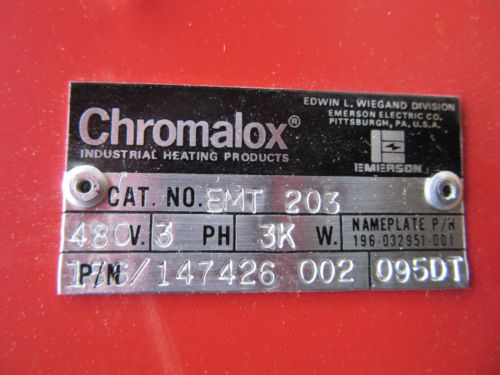 EDWIN L. WIEGAND DIVISION
EMERSON ELECTRIC CO.
PITTSBURGH, PA., U.S.A.
Chromalox®
INDUSTRIAL HEATING PRODUCTS
EMERSON
CAT. NO. EMT 203
480 V. 3 PH 3K W. NAMEPLATE P/N
196-032951-001
P/N 147426 002 095DT